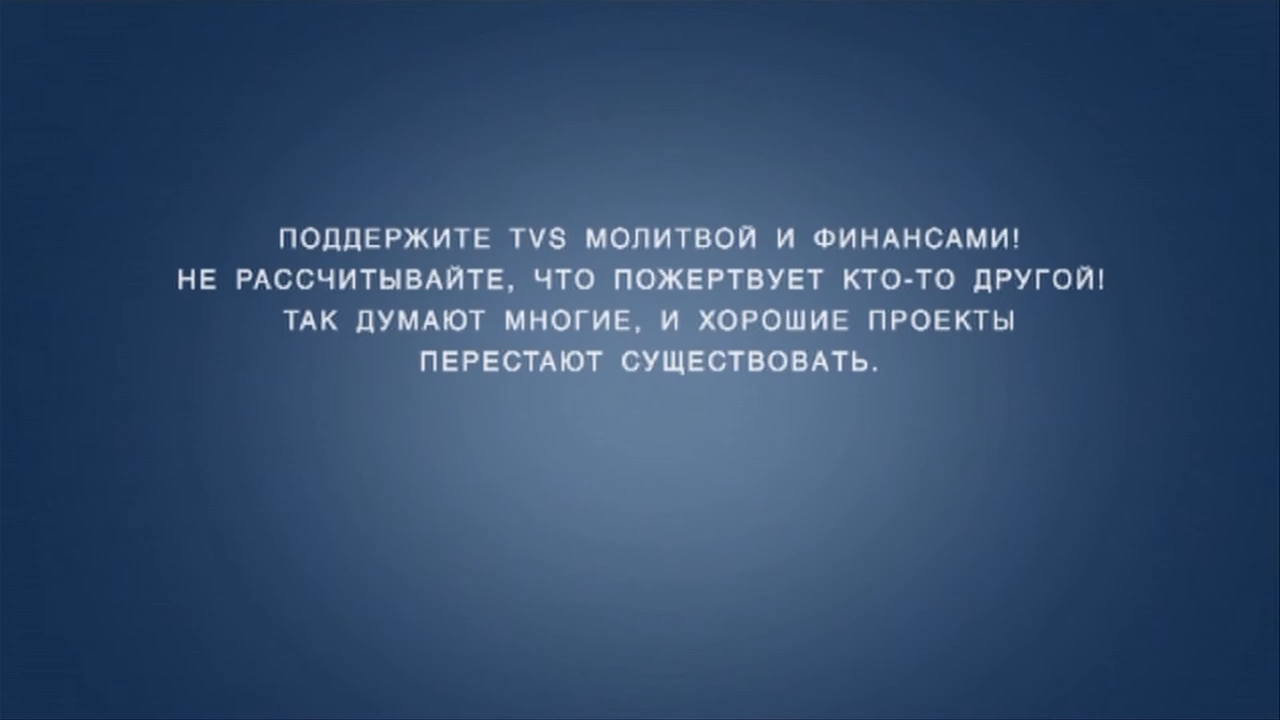 ПОДДЕРЖИТЕ TVS МОЛИТВОЙ И ФИНАНСАМИ!
НЕ РАССЧИТЫВАЙТЕ, ЧТО ПОЖЕРТВУЕТ КТО-ТО ДРУГОЙ!
ТАК ДУМАЮТ МНОГИЕ, И ХОРОШИЕ ПРОЕКТЫ
ПЕРЕСТАЮТ СУЩЕСТВОВАТЬ.